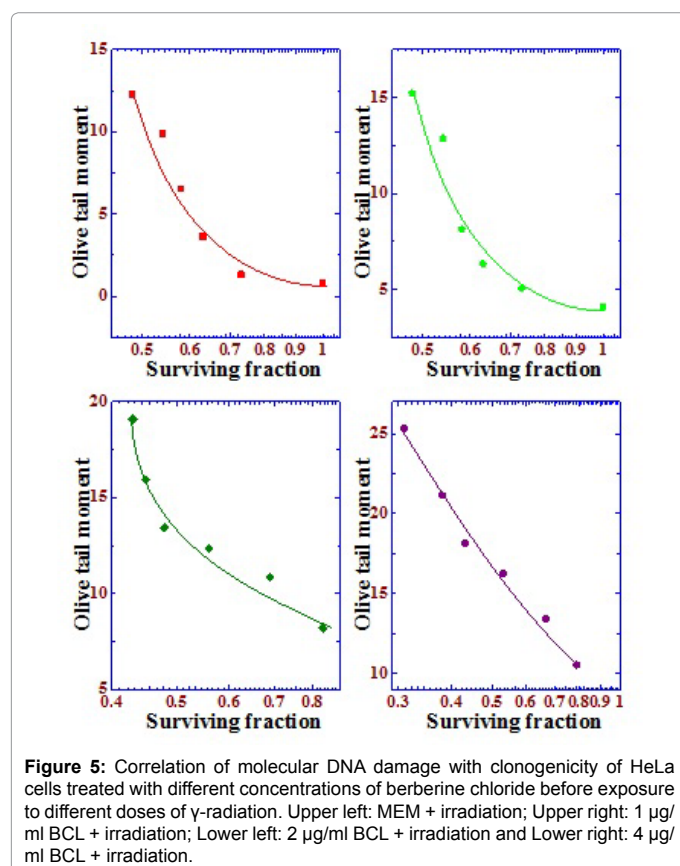 15
10
5
0
Olive tail moment
0.5 0.6 0.7 0.8 0.9 1
Surviving fraction
15
10
5
Olive tail moment
0.5 0.6 0.7 0.8 0.9 1
Surviving fraction
20
15
10
5
Olive tail moment
0.4 0.5 0.6 0.7 0.8
Surviving fraction
25
20
15
10
Olive tail moment
0.3 0.4 0.5 0.6 0.7 0.8 0.9 1
Surviving fraction
Figure 5: Correlation of molecular DNA damage with clonogenicity of HeLa
cells treated with different concentrations of berberine chloride before exposure
to different doses of γ-radiation. Upper left: MEM + irradiation; Upper right: 1 µg/
ml BCL + irradiation; Lower left: 2 µg/ml BCL + irradiation and Lower right: 4 µg/
ml BCL + irradiation.